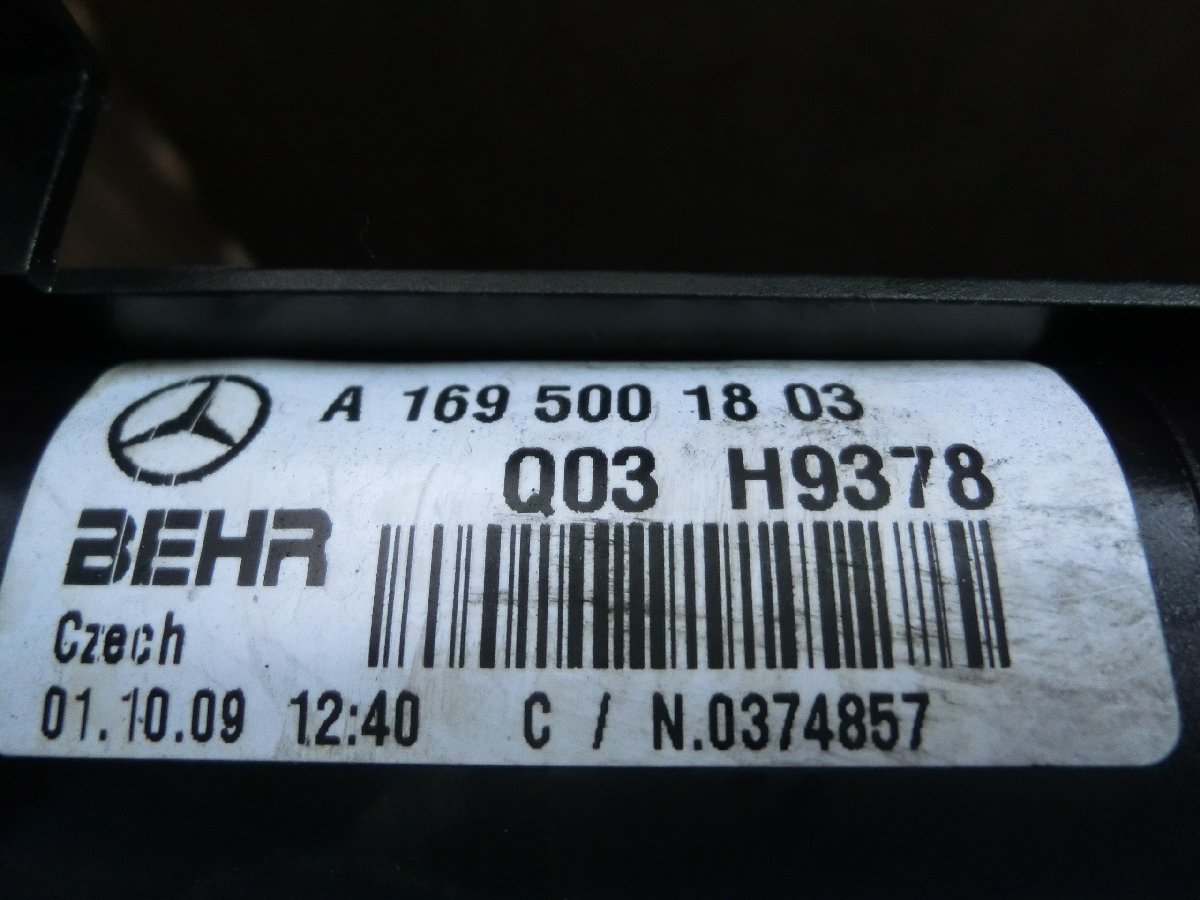 A 169 500 18 03
Q03 H9378
BEHR
Czech
01.10.09 12:40 C / N.0374857